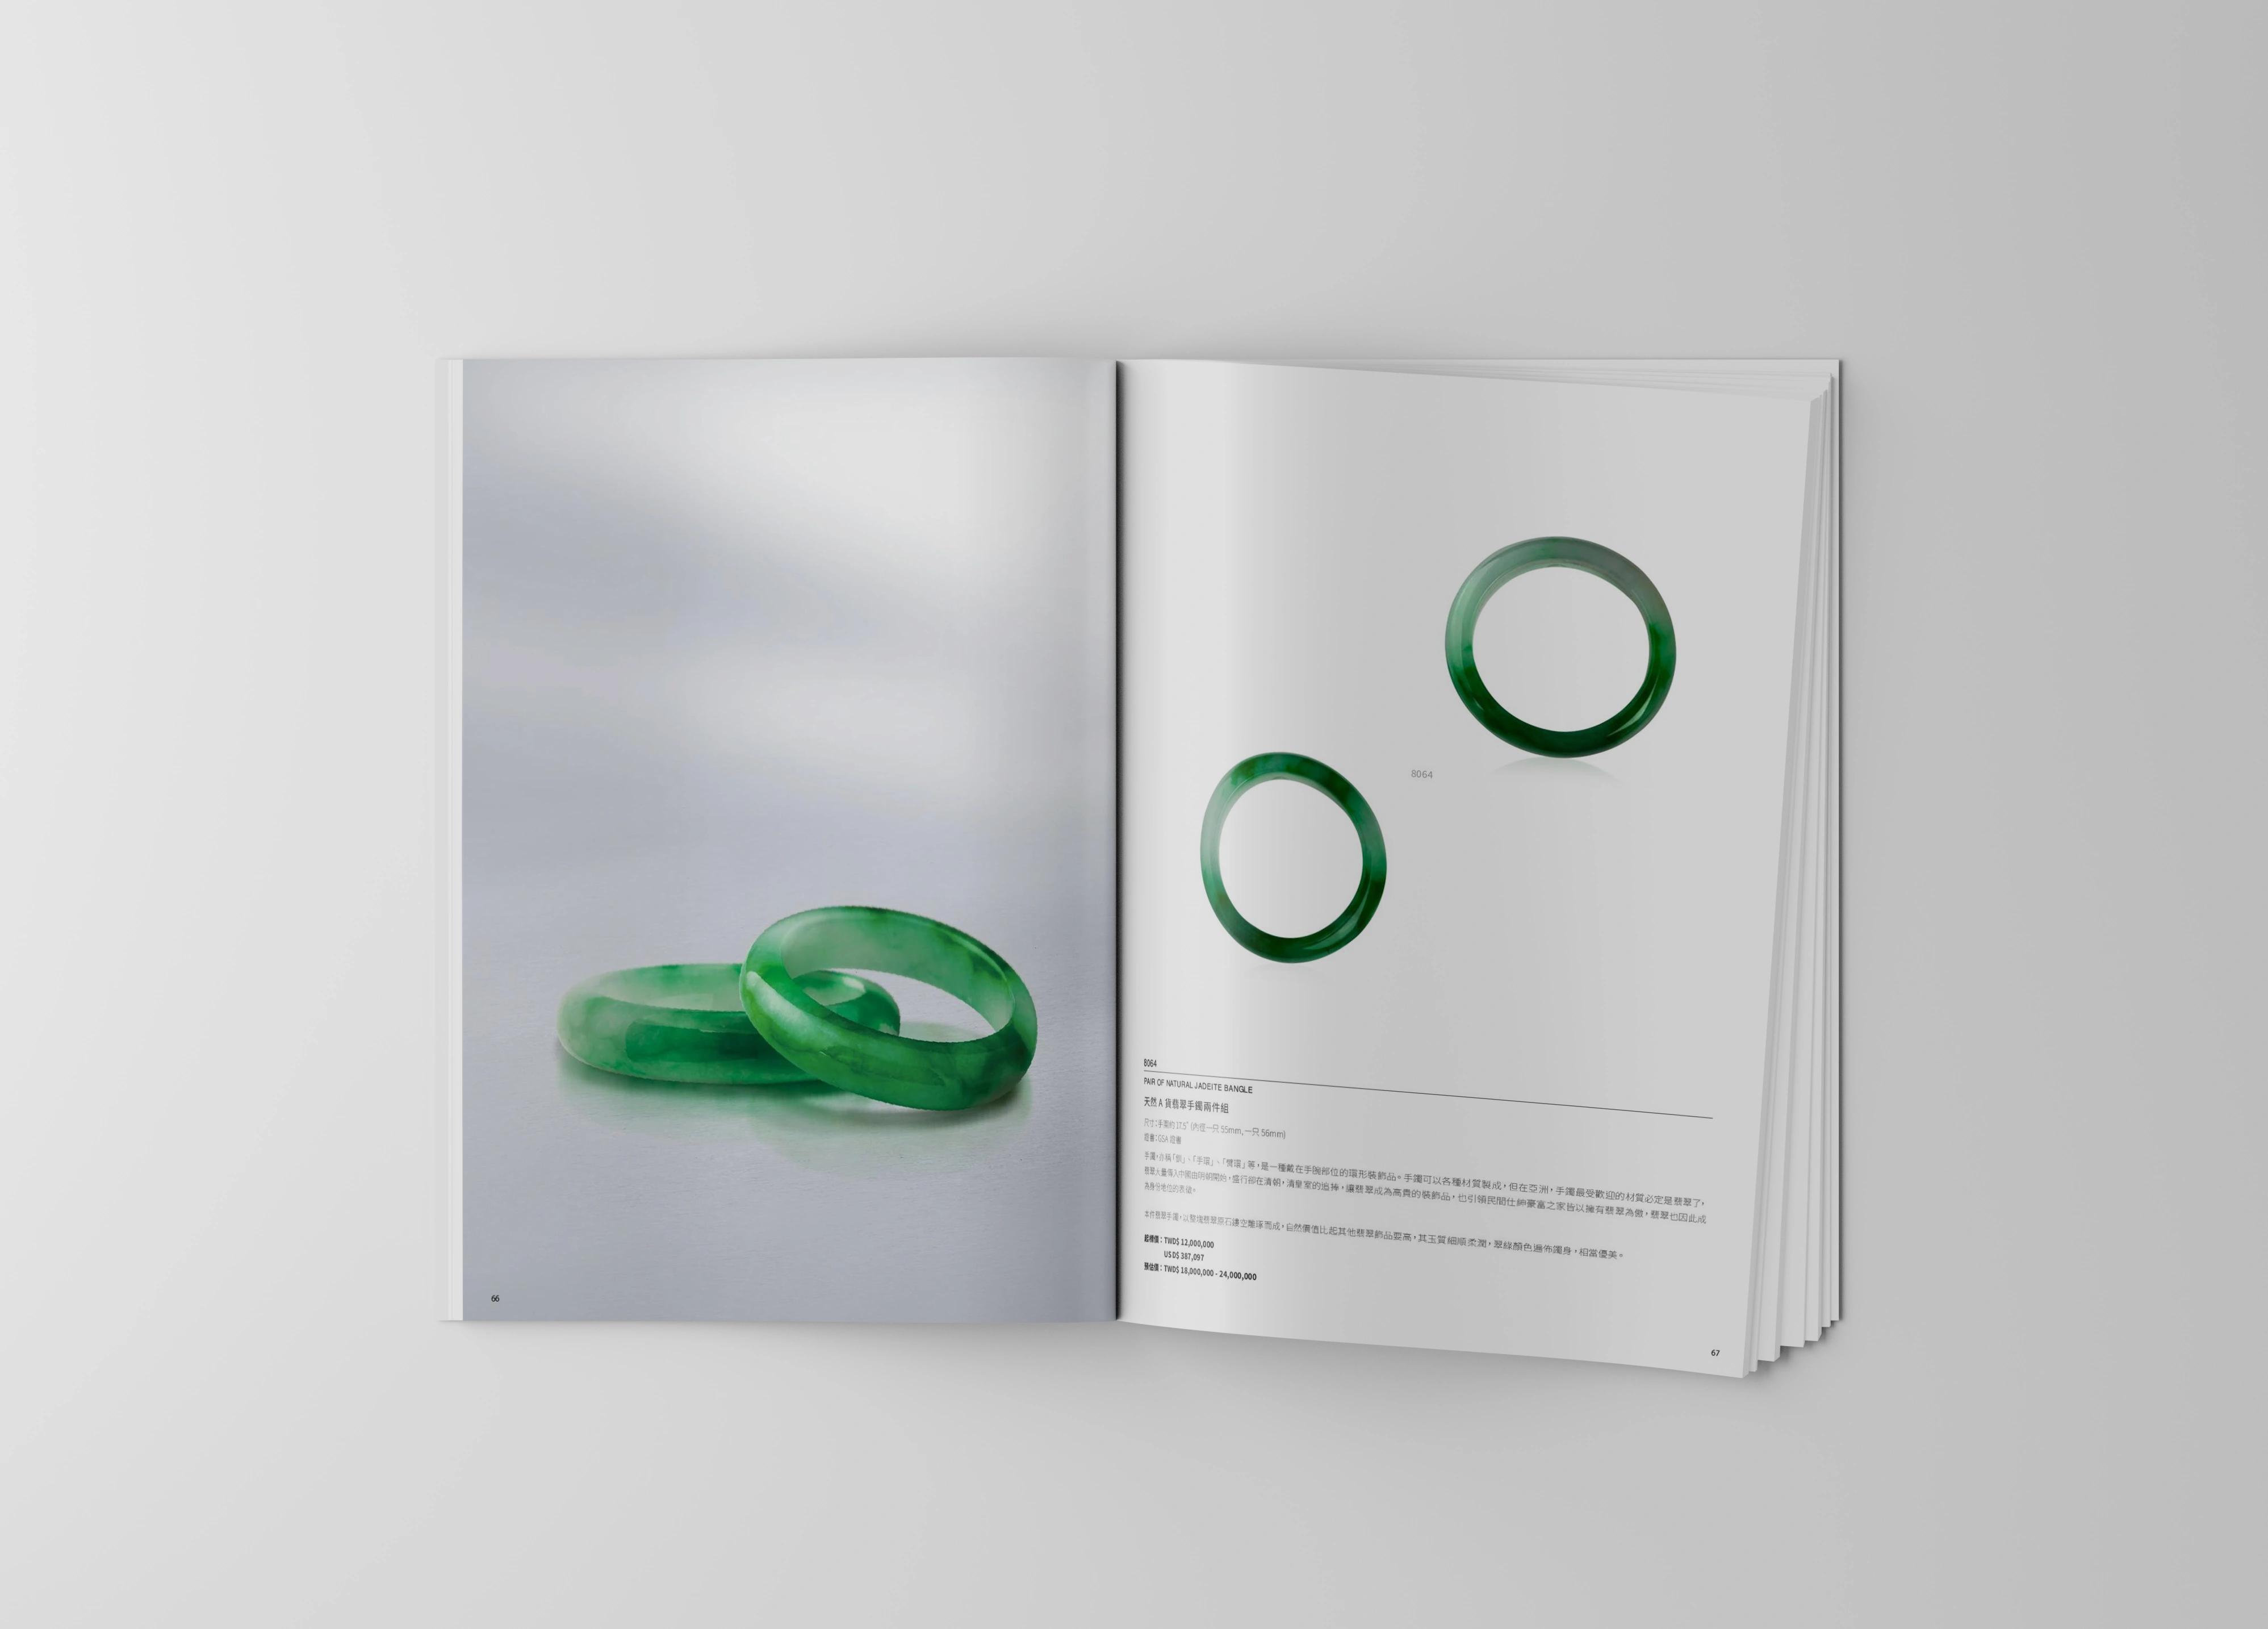 66
8064
8064
PAIR OF NATURAL JADEITE BANGLE
天然 A 貨翡翠手鐲兩件組
尺寸：手圍約 17.5" (內徑一只 55mm, 一只 56mm)
證書：GSA 證書
手鐲，亦稱「釧」、「手環」、「臂環」等，是一種戴在手腕部位的環形裝飾品。手鐲可以各種材質製成，但在亞洲，手鐲最受歡迎的材質必定是翡翠了，
翡翠大量傳入中國由明朝開始，盛行卻在清朝，清皇室的追捧，讓翡翠成為高貴的裝飾品，也引領民間仕紳豪富之家皆以擁有翡翠為傲，翡翠也因此成
為身分地位的表徵。
本件翡翠手鐲，以整塊翡翠原石鏤空雕琢而成，自然價值比起其他翡翠飾品要高，其玉質細順柔潤，翠綠顏色遍佈鐲身，相當優美。
起標價：TWD$ 12,000,000
USD$ 387,097
預估價：TWD$ 18,000,000 - 24,000,000
67